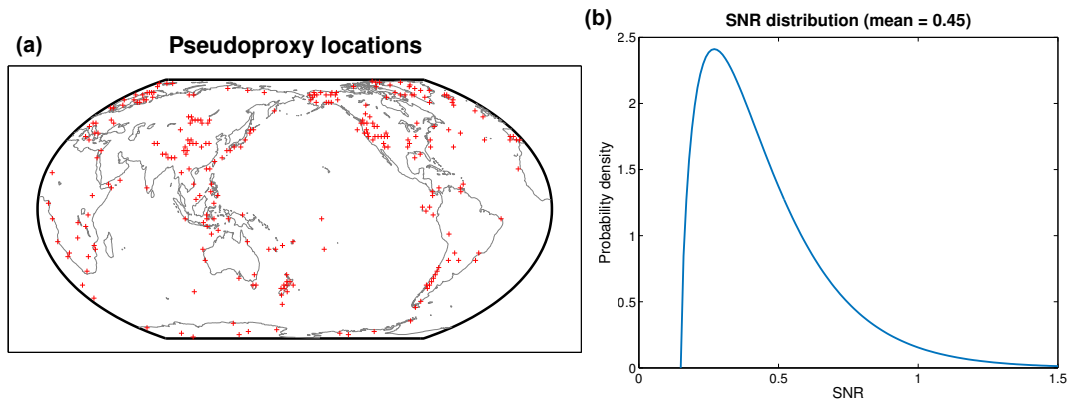 (a)
Pseudoproxy locations
(b)
SNR distribution (mean = 0.45)
2.5
2
1.5
1
0.5
0
Probability density
0
0.5
1
1.5
SNR